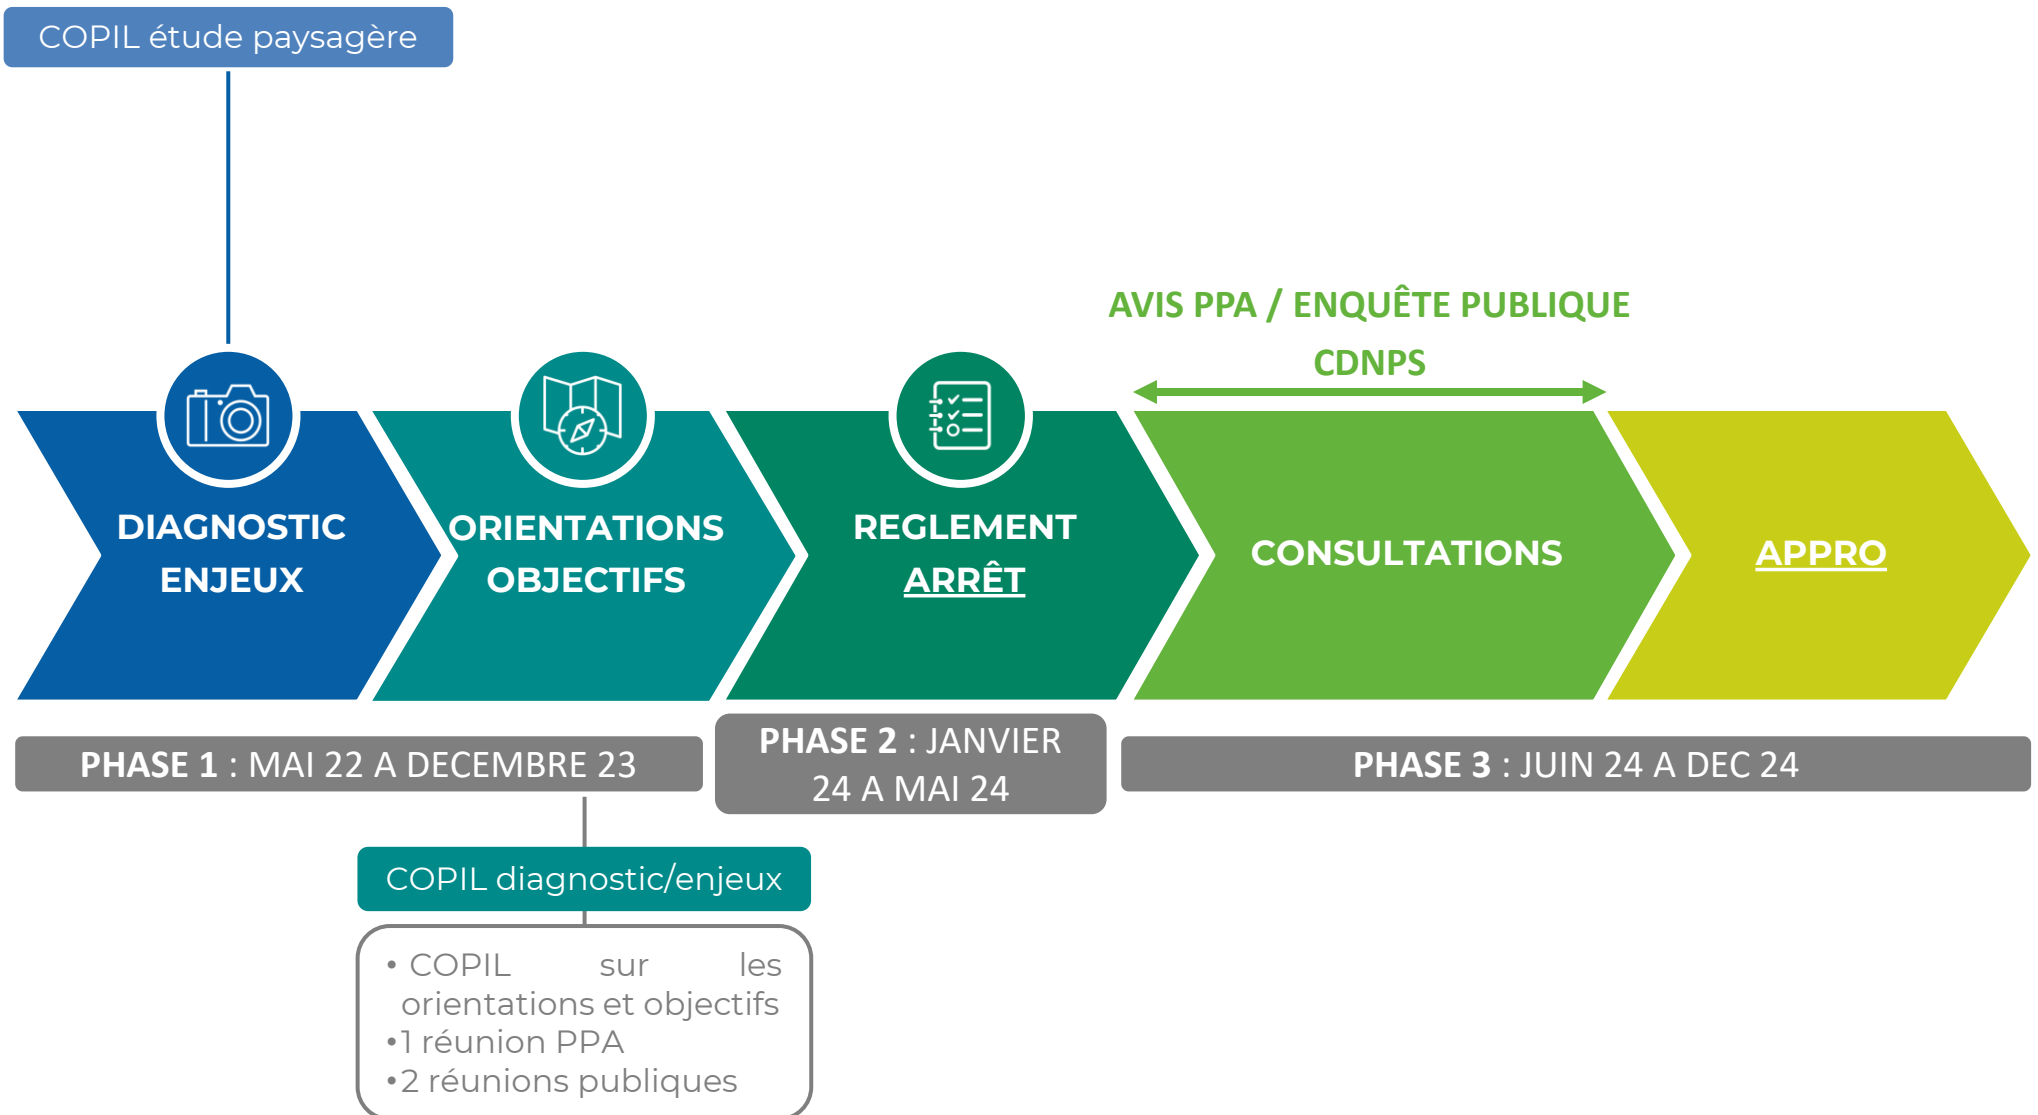 COPIL étude paysagère
AVIS PPA / ENQUÊTE PUBLIQUE
CDNPS
DIAGNOSTIC
ENJEUX
ORIENTATIONS
OBJECTIFS
REGLEMENT
ARRÊT
CONSULTATIONS
APPRO
PHASE 1 : MAI 22 A DECEMBRE 23
PHASE 2 : JANVIER
24 A MAI 24
PHASE 3 : JUIN 24 A DEC 24
COPIL diagnostic/enjeux
• COPIL sur les
orientations et objectifs
•1 réunion PPA
•2 réunions publiques